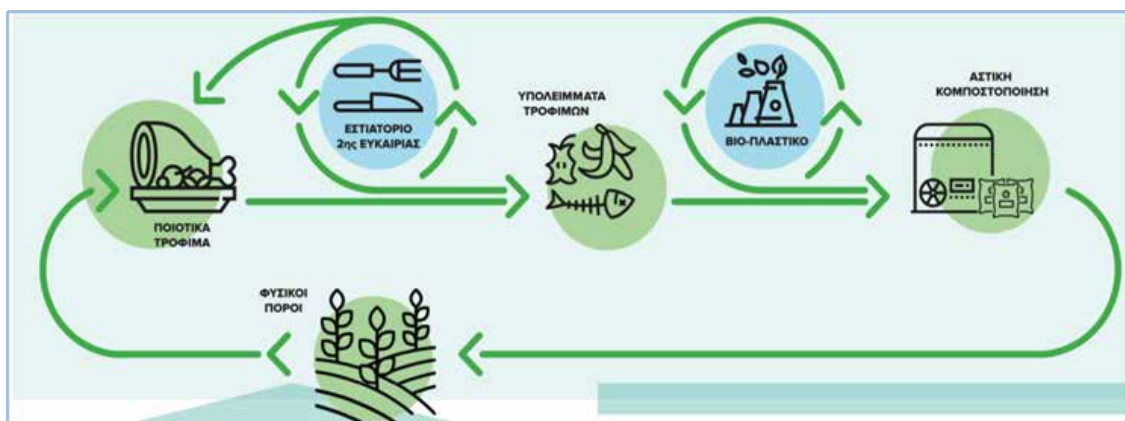 ΕΣΤΙΑΤΟΡΙΟ
2ης ΕΥΚΑΙΡΙΑΣ
ΥΠΟΛΕΙΜΜΑΤΑ
ΤΡΟΦΙΜΩΝ
ΒΙΟ-ΠΛΑΣΤΙΚΟ
ΑΣΤΙΚΗ
ΚΟΜΠΟΣΤΟΠΟΙΗΣΗ
ΠΟΙΟΤΙΚΑ
ΤΡΟΦΙΜΑ
ΦΥΣΙΚΟΙ
ΠΟΡΟΙ